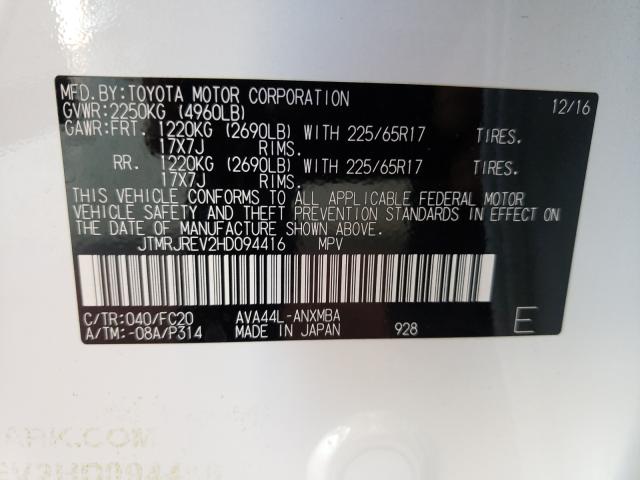 MFD.BY:TOYOTA MOTOR CORPORATION 12/16
GVWR:2250KG (4960LB)
GAWR:FRT. 1220KG (2690LB) WITH 225/65R17 TIRES.
17X7J RIMS.
RR. 1220KG (2690LB) WITH 225/65R17 TIRES.
17X7J RIMS.
THIS VEHICLE CONFORMS TO ALL APPLICABLE FEDERAL MOTOR
VEHICLE SAFETY AND THEFT PREVENTION STANDARDS IN EFFECT ON
THE DATE OF MANUFACTURE SHOWN ABOVE.
JTMRJREV2HD094416 MPV
C/TR:040/FC20 AVA44L-ANXMBA
A/TM:-08A/P314 MADE IN JAPAN 928 E
ARK.COM